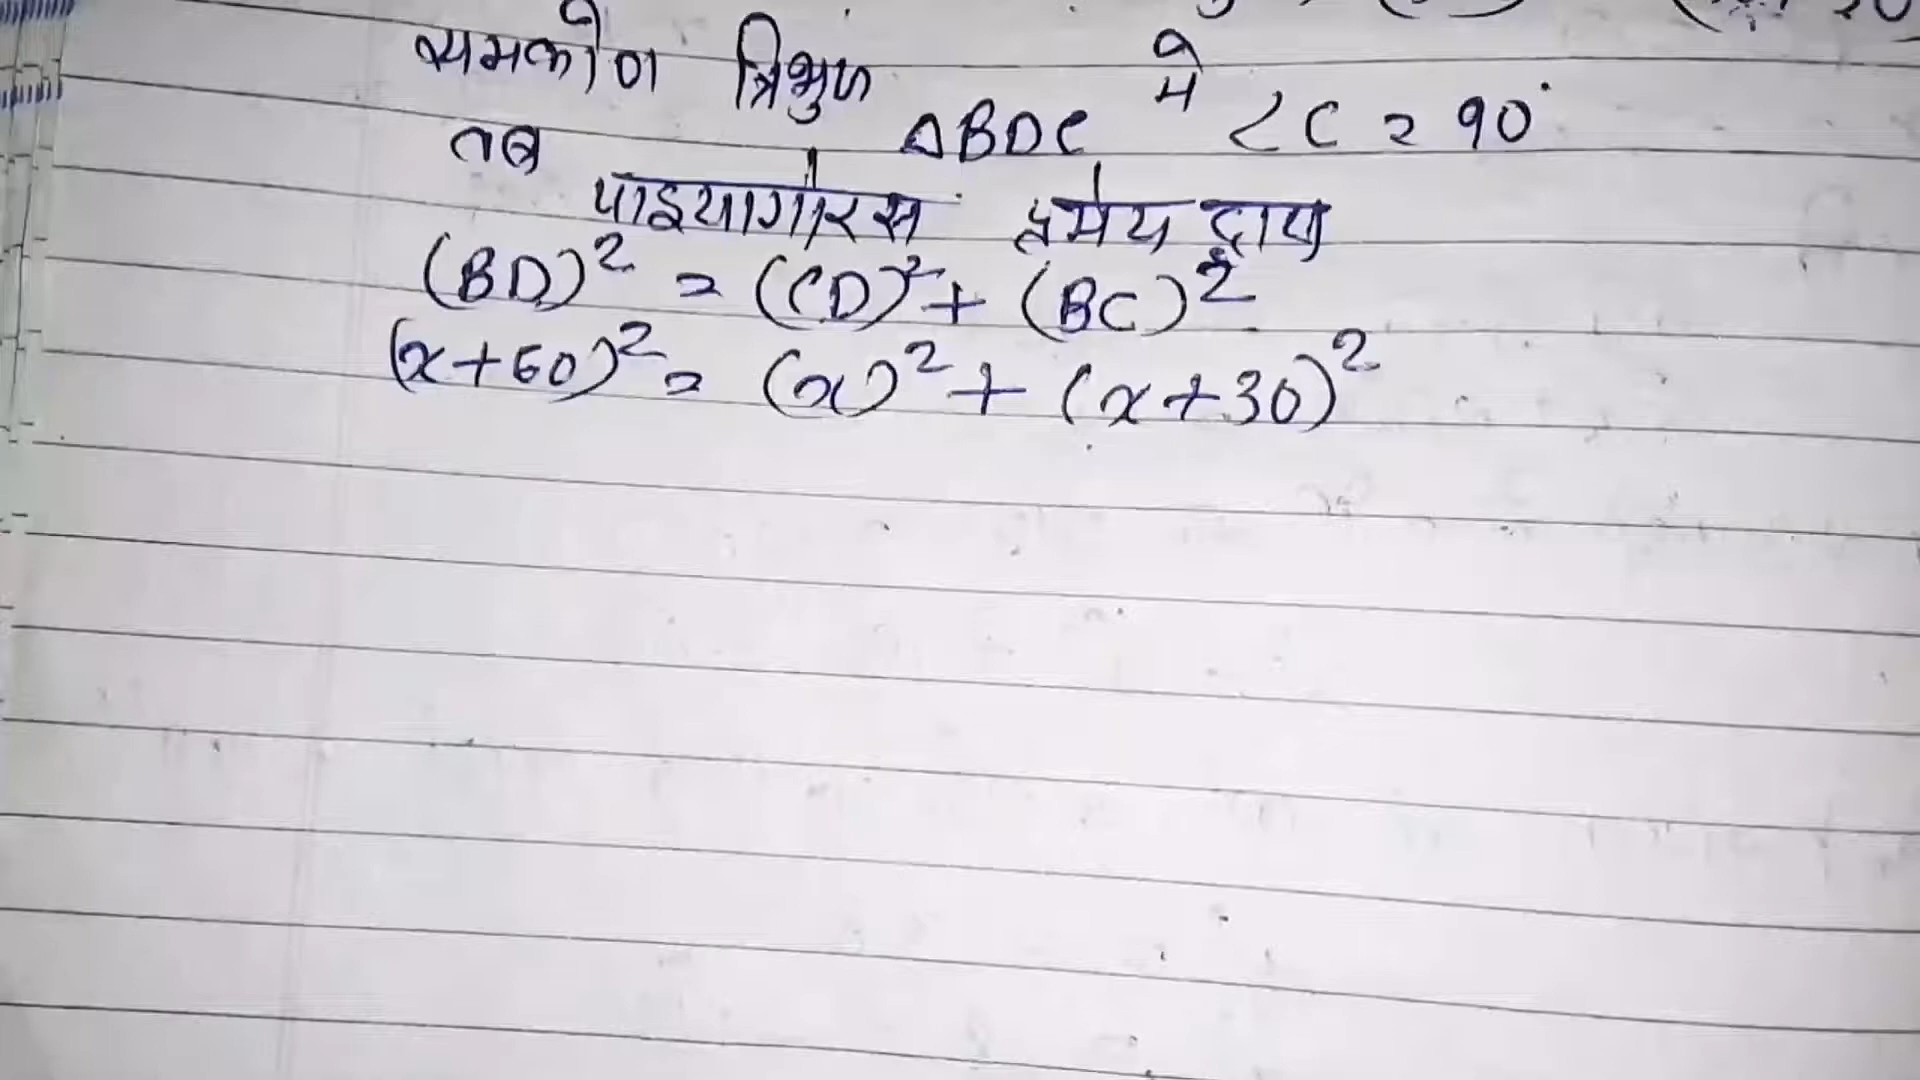 समकोण त्रिभुज ΔBDC में ∠C = 90°
तब
पाइथागोरस प्रमेय द्वारा
(BD)² = (CD)² + (BC)²
(x+60)² = (x)² + (x+30)²